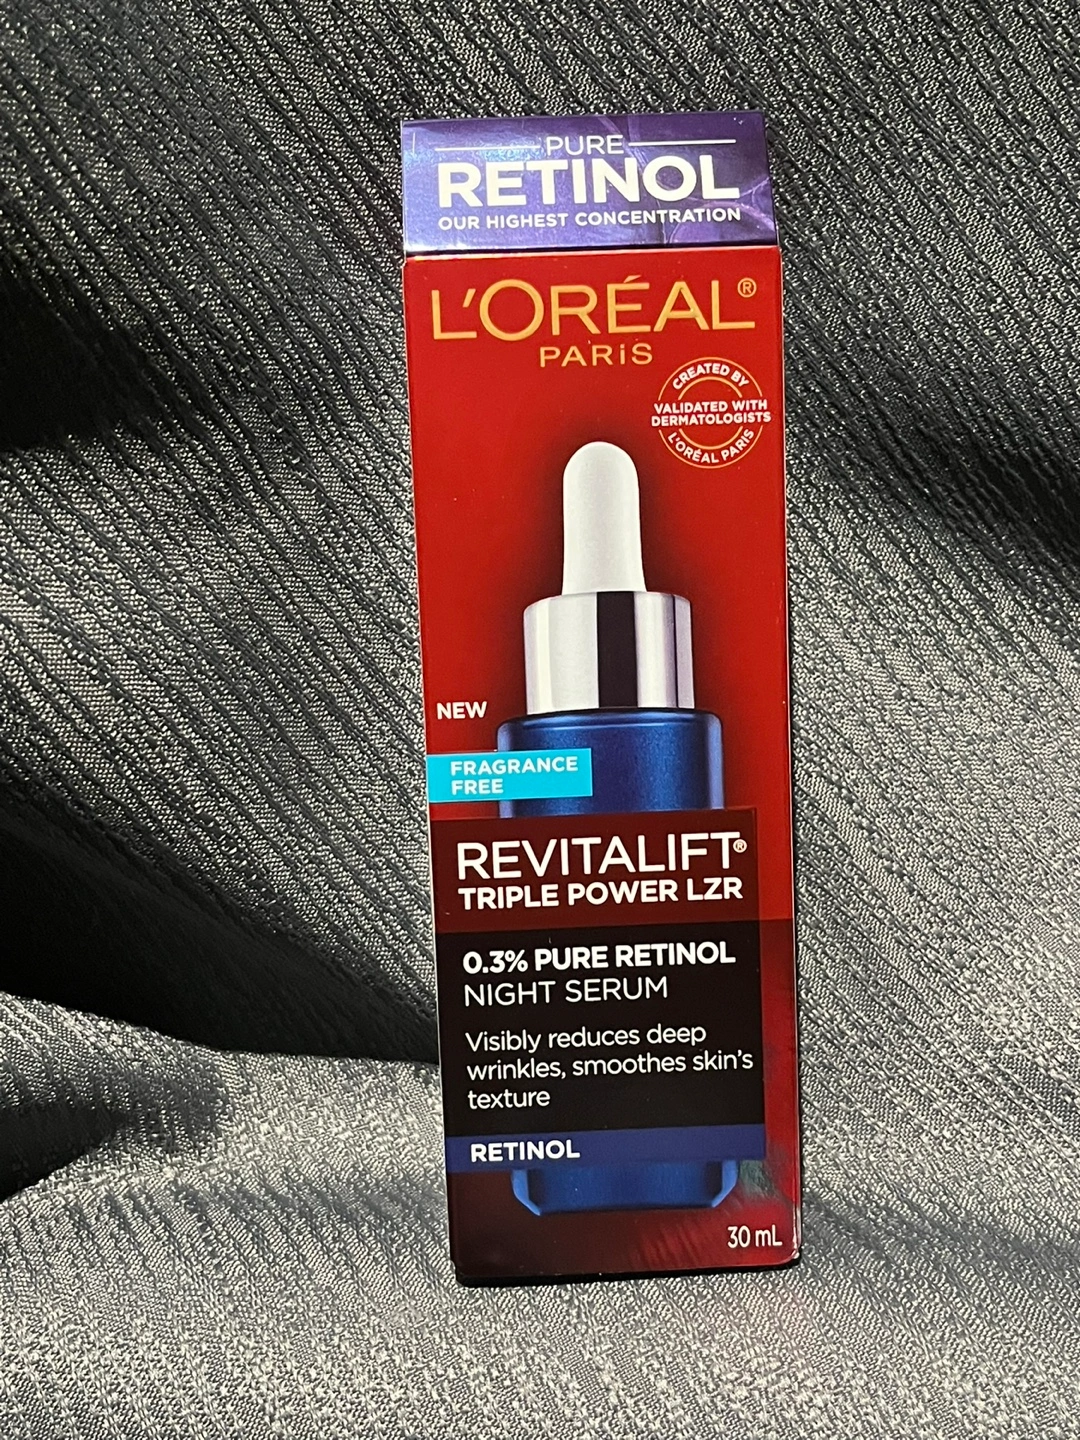 PURE
RETINOL
OUR HIGHEST CONCENTRATION
L'ORÉAL®
PARIS
CREATED BY
VALIDATED WITH
DERMATOLOGISTS
L'ORÉAL PARIS
NEW
FRAGRANCE
FREE
REVITALIFT®
TRIPLE POWER LZR
0.3% PURE RETINOL
NIGHT SERUM
Visibly reduces deep
wrinkles, smoothes skin's
texture
RETINOL
30 mL